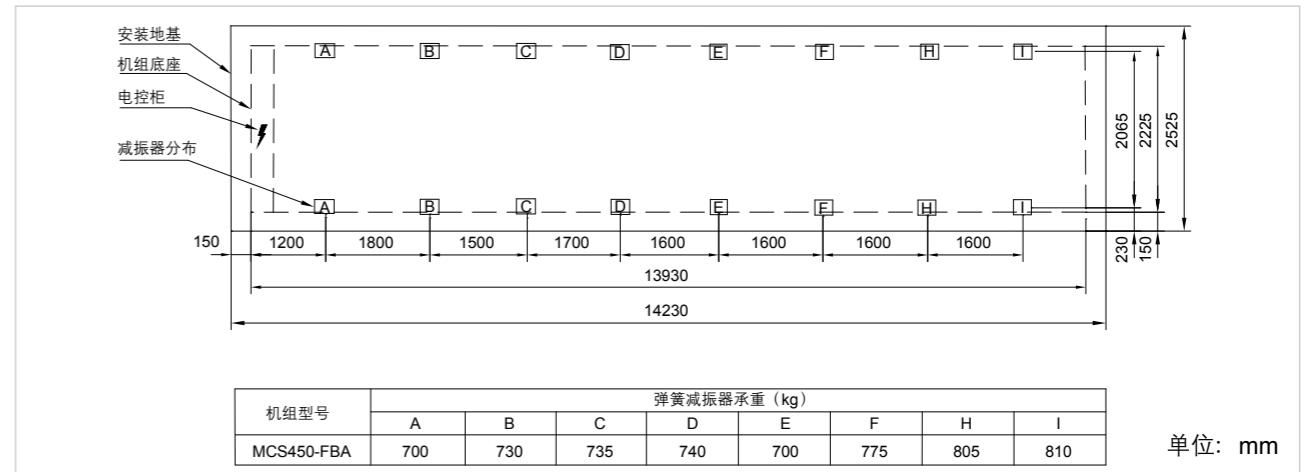 安装地基
机组底座
电控柜
减振器分布
A B C D E F H I
A B C D E F H I
2065 2225 2525
150 1200 1800 1500 1700 1600 1600 1600 1600 230 150
13930
14230
机组型号 弹簧减振器承重（kg）
A B C D E F H I
MCS450-FBA 700 730 735 740 700 775 805 810
单位: mm